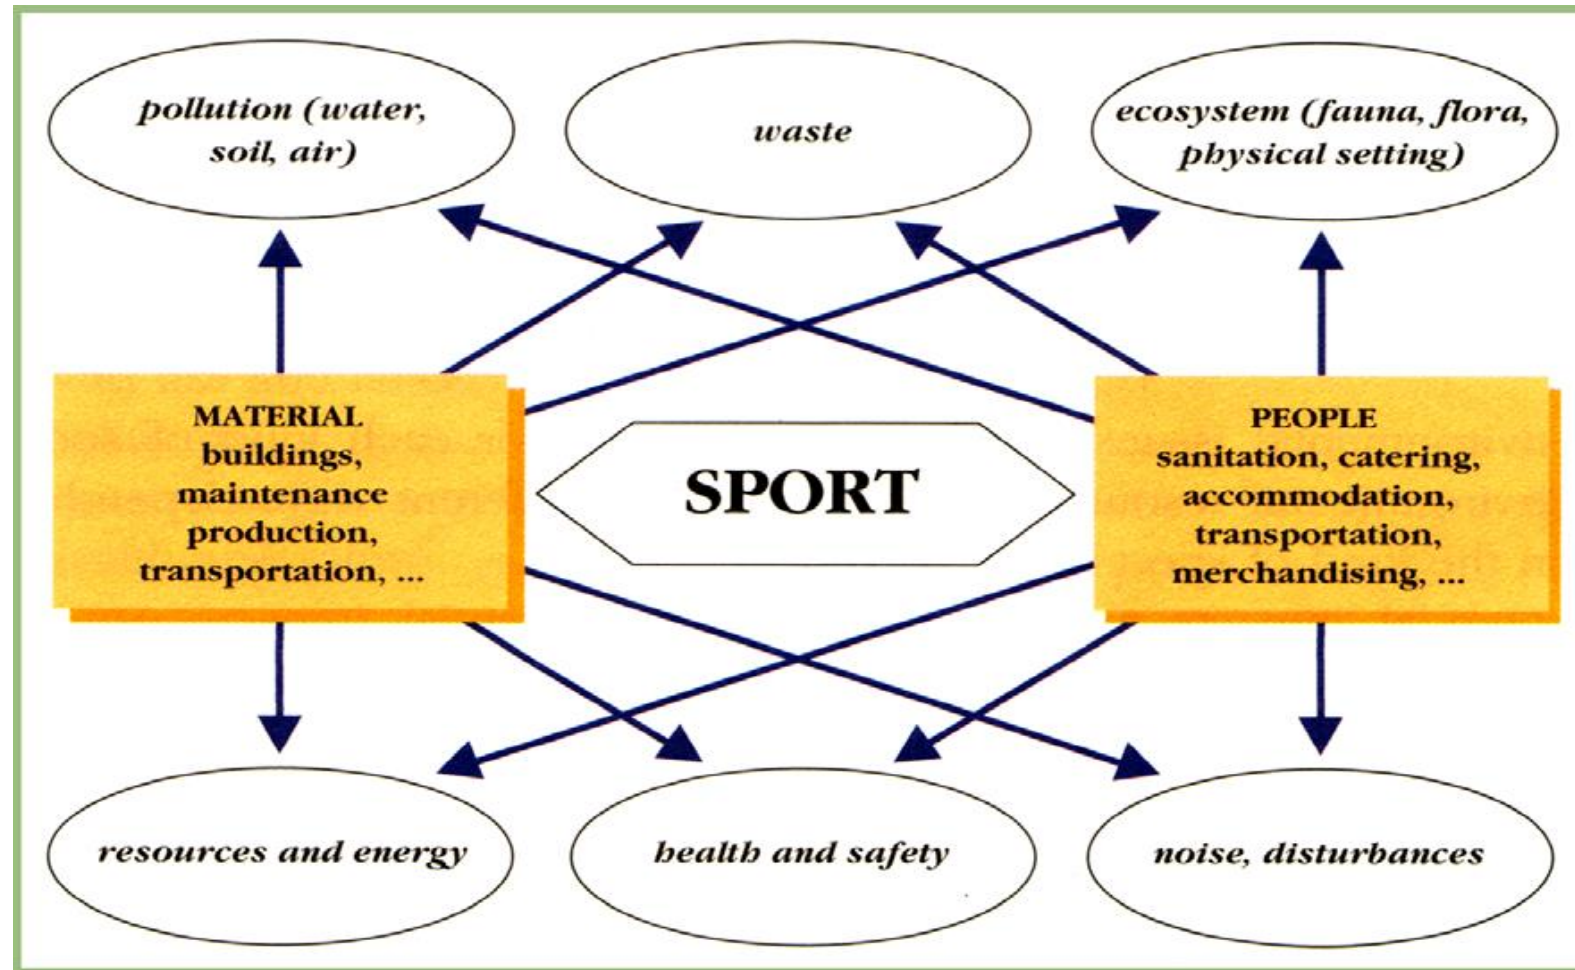 pollution (water,
soil, air)
waste
ecosystem (fauna, flora,
physical setting)
MATERIAL
buildings,
maintenance
production,
transportation, ...
SPORT
PEOPLE
sanitation, catering,
accommodation,
transportation,
merchandising, ...
resources and energy
health and safety
noise, disturbances